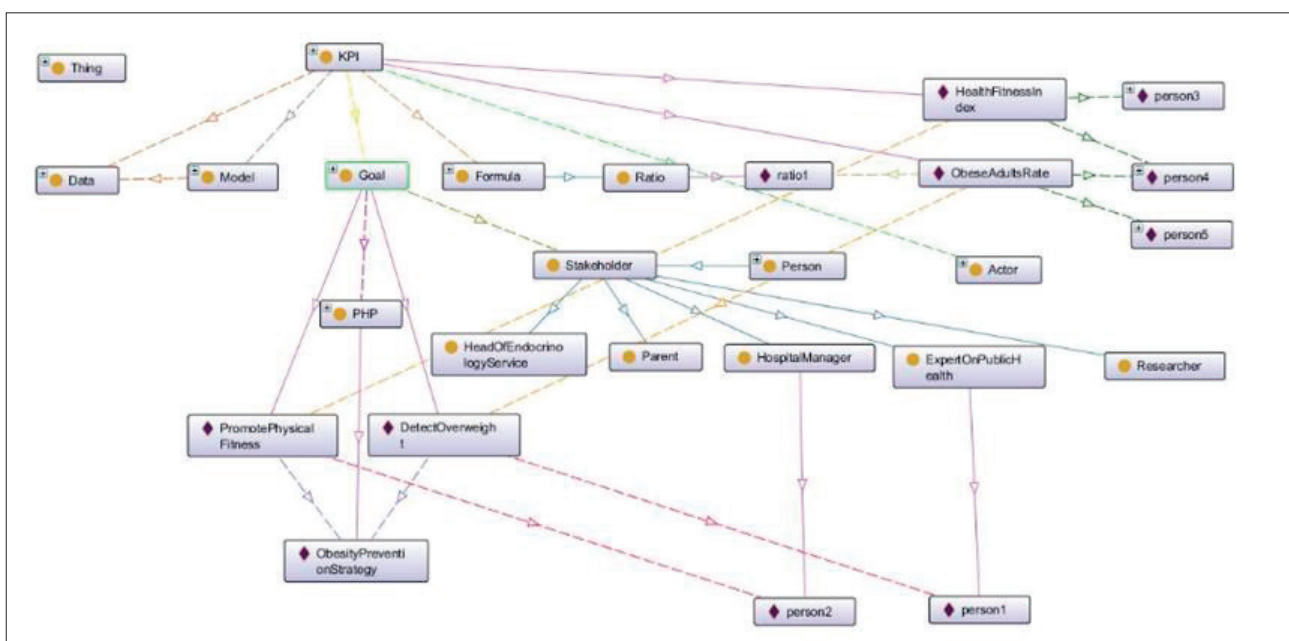 KPI
Thing
HealthFitnessIn
dex
person3
Data
Model
Goal
Formula
Ratio
ratio1
ObeseAdultsRate
person4
person5
Stakeholder
Person
Actor
PHP
HeadOfEndocrino
logyService
Parent
HospitalManager
ExpertOnPublicH
ealth
Researcher
PromotePhysical
Fitness
DetectOverweigh
t
ObesityPreventi
onStrategy
person2
person1